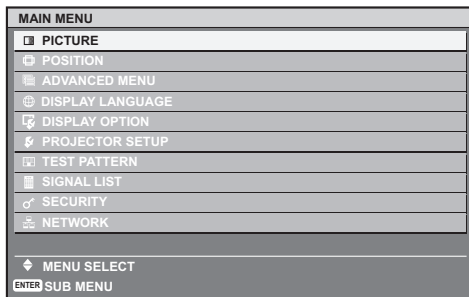 MAIN MENU
PICTURE
POSITION
ADVANCED MENU
DISPLAY LANGUAGE
DISPLAY OPTION
PROJECTOR SETUP
TEST PATTERN
SIGNAL LIST
SECURITY
NETWORK
MENU SELECT
ENTER SUB MENU